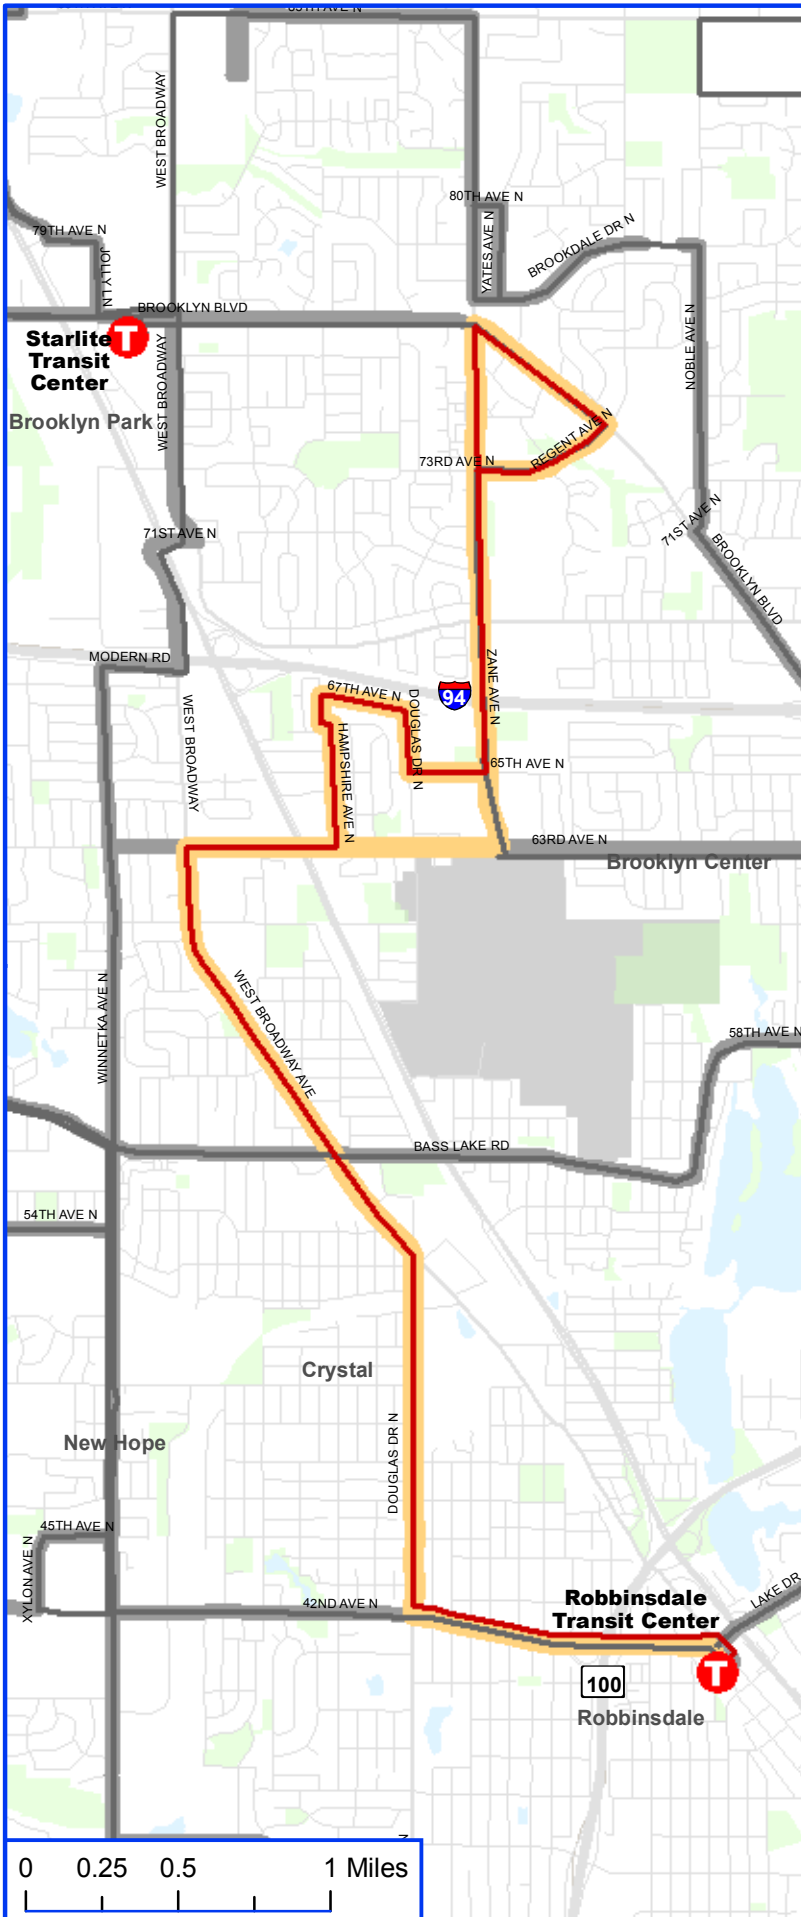 80TH AVE N
WEST BROADWAY
YATES AVE N
BROOKDALE DR N
79TH AVE N
JOLLY LN
BROOKLYN BLVD
NOBLE AVE N
Starlite
Transit
Center
T
WEST BROADWAY
Brooklyn Park
REGENT AVE N
73RD AVE N
71ST AVE N
71ST AVE N
BROOKLYN BLVD
MODERN RD
ZANE AVE N
67TH AVE N
94
DOUGLAS DR N
WEST BROADWAY
HAMPSHIRE AVE N
65TH AVE N
63RD AVE N
Brooklyn Center
WINNETKA AVE N
WEST BROADWAY AVE
58TH AVE N
BASS LAKE RD
54TH AVE N
Crystal
DOUGLAS DR N
New Hope
45TH AVE N
XYLON AVE N
42ND AVE N
Robbinsdale
Transit Center
LAKE DR
T
100
Robbinsdale
0 0.25 0.5 1 Miles